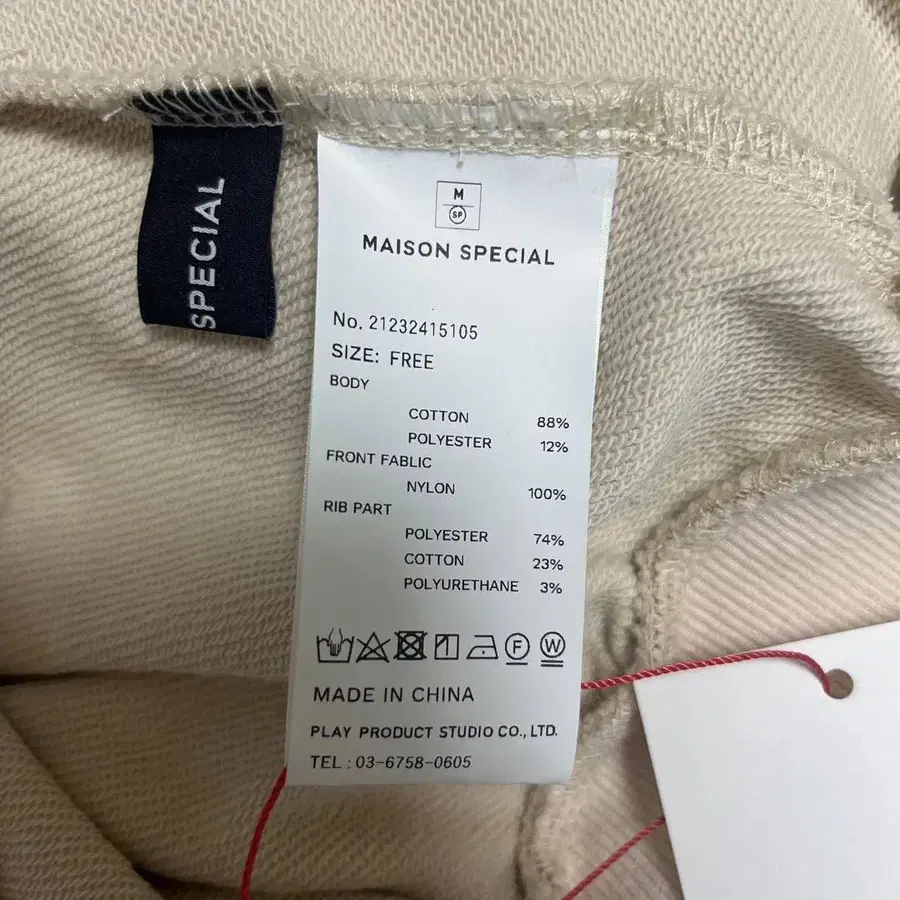 SPECIAL
M
SP
MAISON SPECIAL
No. 21232415105
SIZE: FREE
BODY
COTTON 88%
POLYESTER 12%
FRONT FABLIC
NYLON 100%
RIB PART
POLYESTER 74%
COTTON 23%
POLYURETHANE 3%
F W
MADE IN CHINA
PLAY PRODUCT STUDIO CO., LTD.
TEL : 03-6758-0605